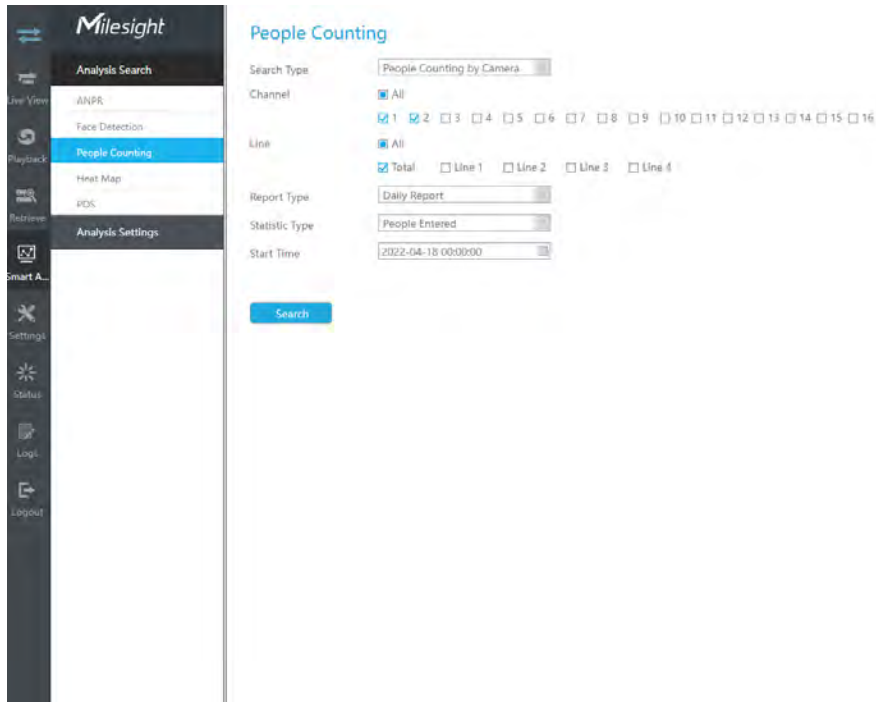 Milesight
Analysis Search
ANPR
Face Detection
People Counting
Heat Map
PDS
Analysis Settings
Live View
Playback
Retrieve
Smart A...
Settings
Status
Logs
Logout
People Counting
Search Type People Counting by Camera
Channel All
1 2 3 4 5 6 7 8 9 10 11 12 13 14 15 16
Line All
Total Line 1 Line 2 Line 3 Line 4
Report Type Daily Report
Statistic Type People Entered
Start Time 2022-04-18 00:00:00
Search